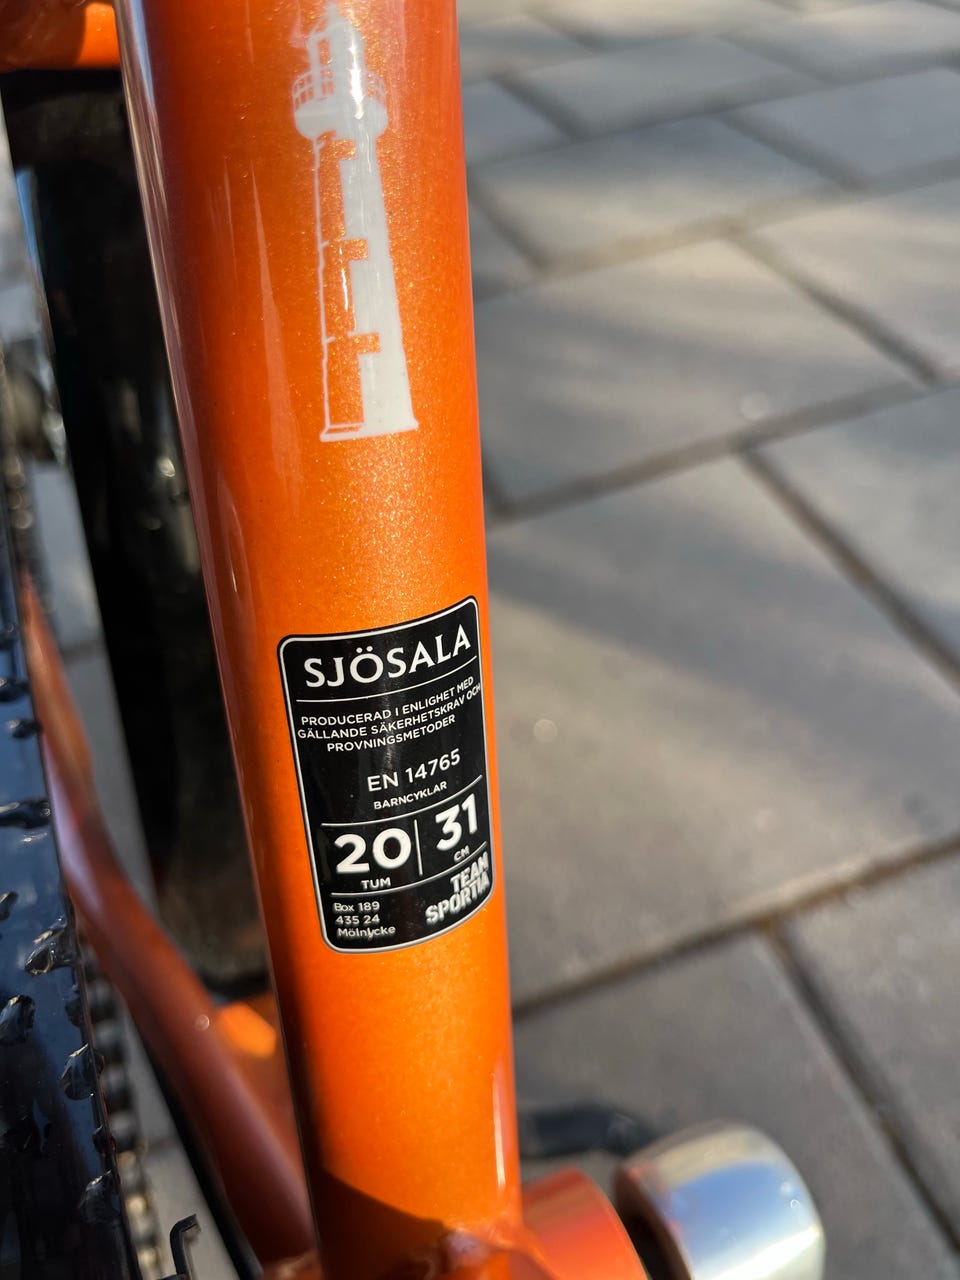 SJÖSALA
PRODUCERAD I ENLIGHET MED
GÄLLANDE SÄKERHETSKRAV OCH
PROVNINGSMETODER
EN 14765
BARNCYKLAR
20 TUM
31 CM
Box 189
435 24
Mölnlycke
TEAM
SPORTIA